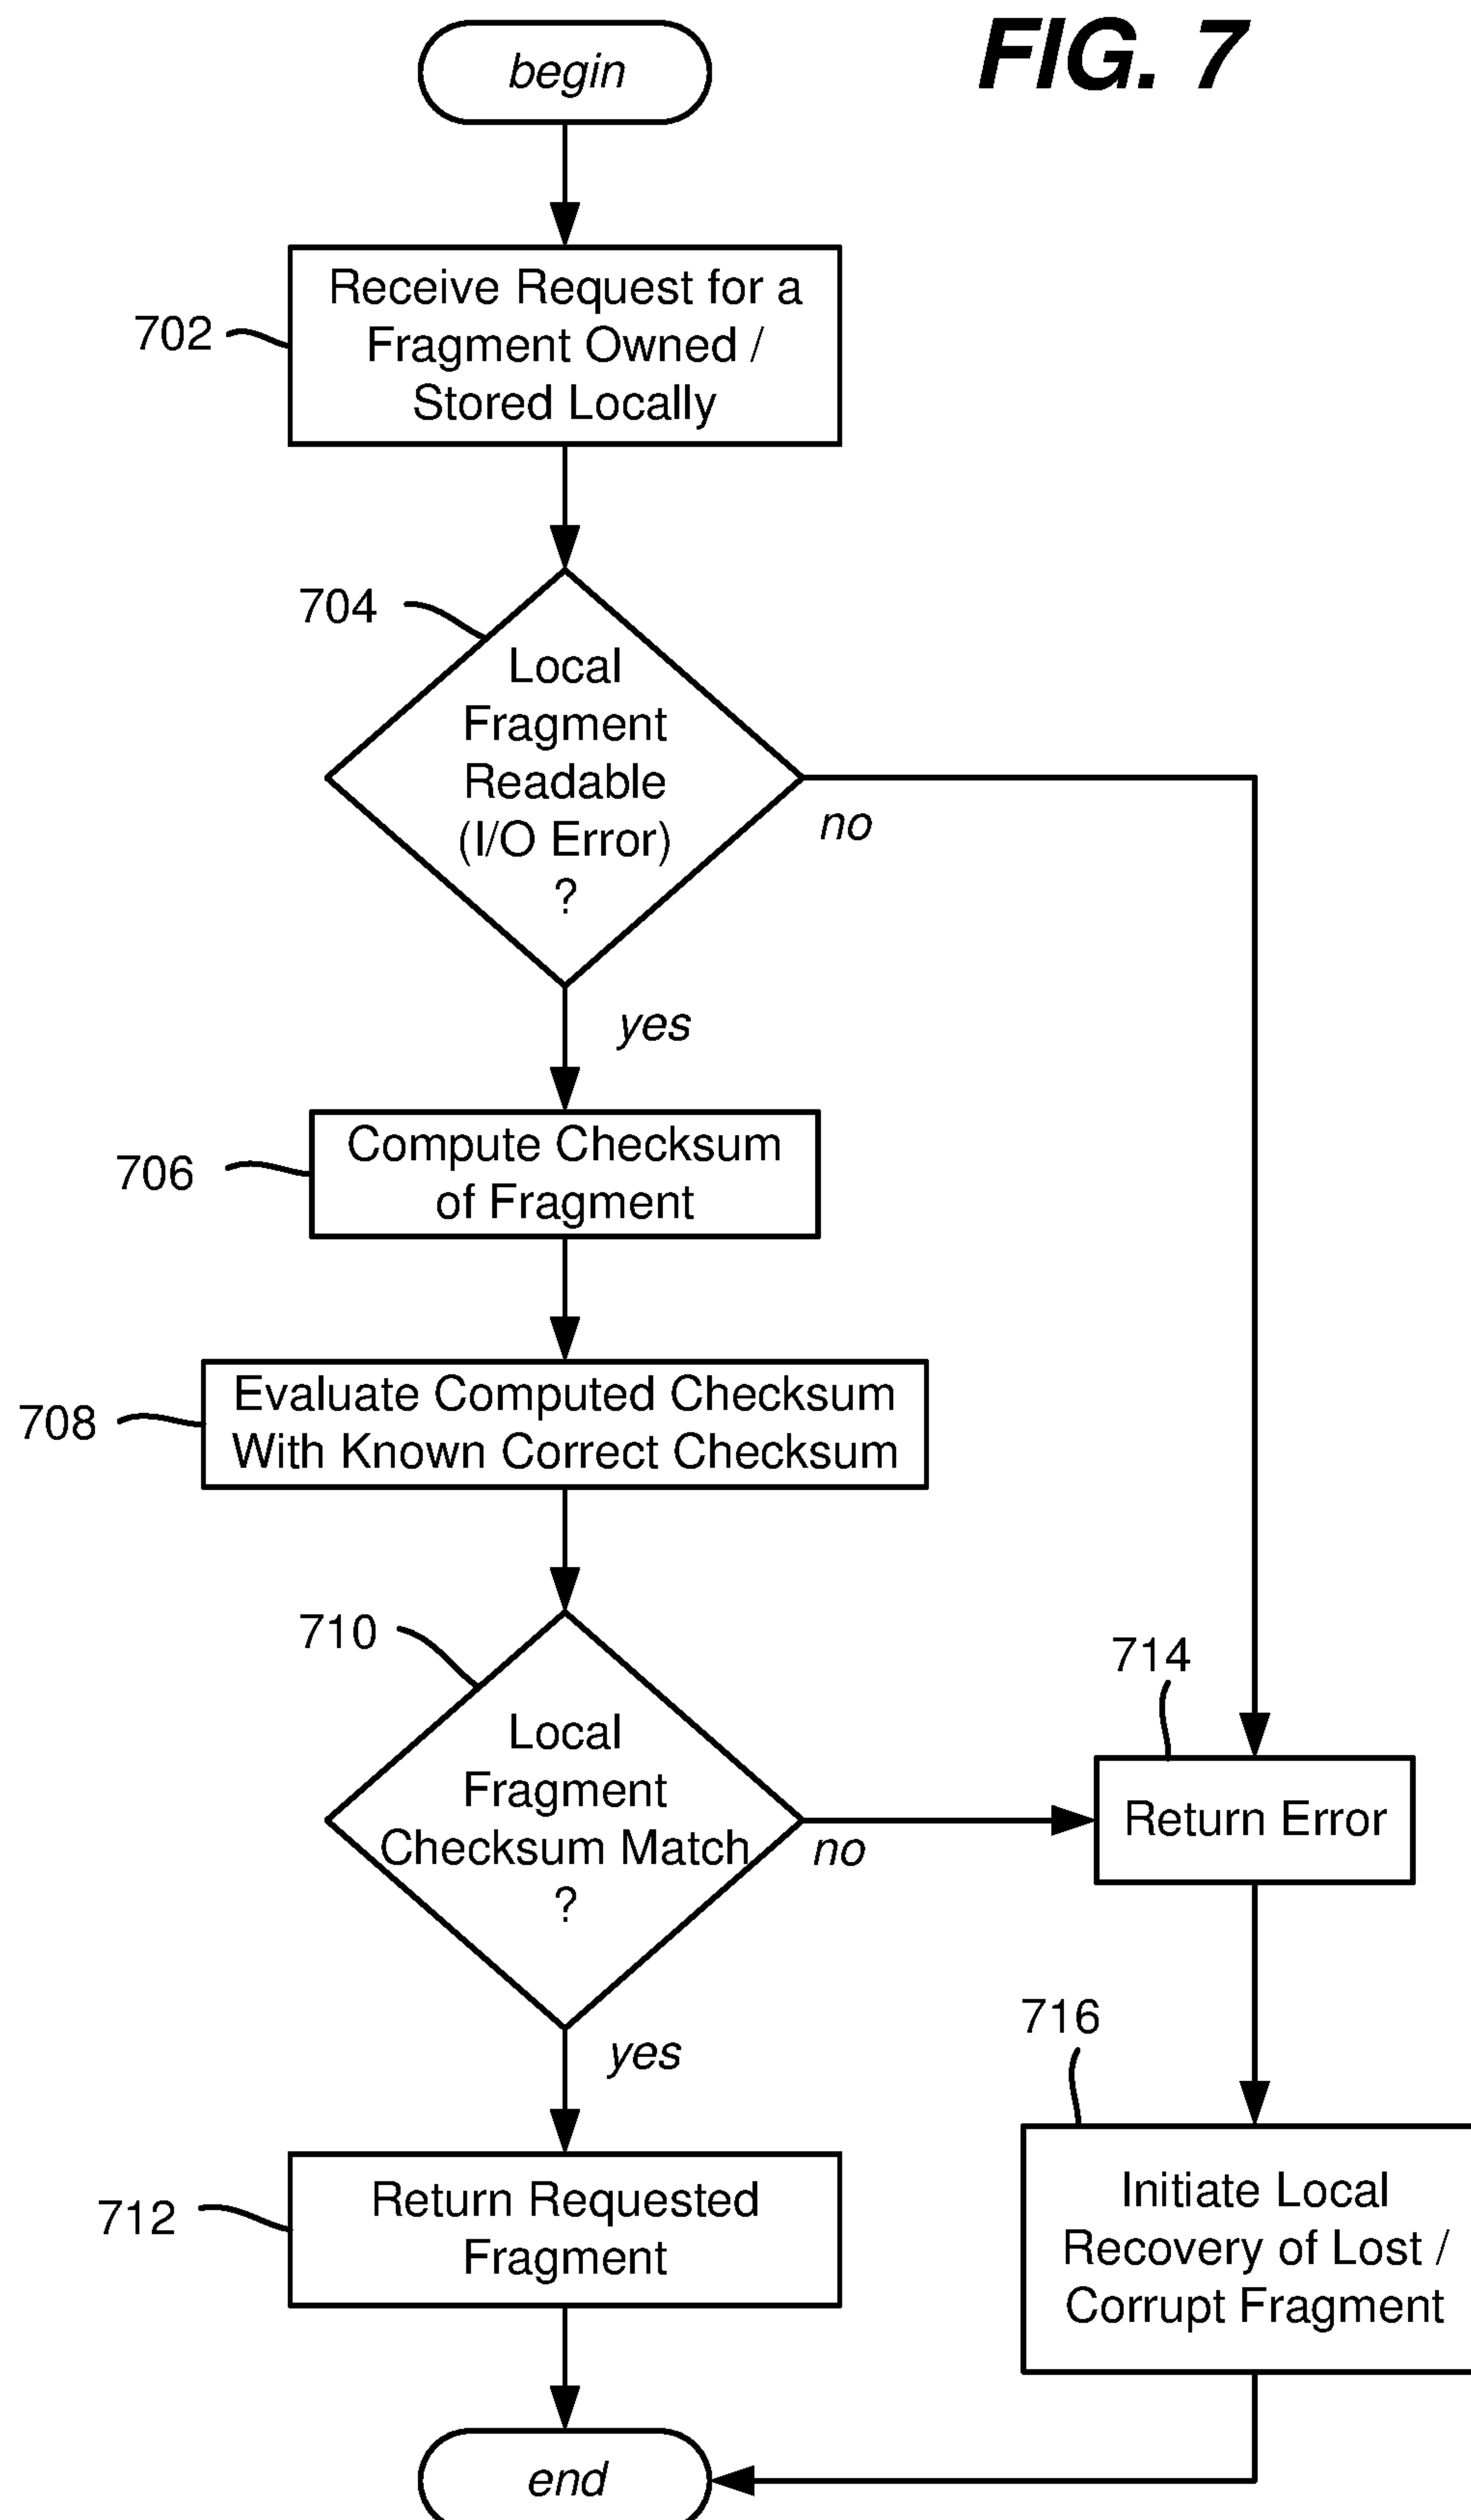 FIG. 7
begin
702
Receive Request for a
Fragment Owned /
Stored Locally
704
Local
Fragment
Readable
(I/O Error)
?
no
yes
706
Compute Checksum
of Fragment
708
Evaluate Computed Checksum
With Known Correct Checksum
710
Local
Fragment
Checksum Match
?
no
714
Return Error
yes
716
712
Return Requested
Fragment
Initiate Local
Recovery of Lost /
Corrupt Fragment
end